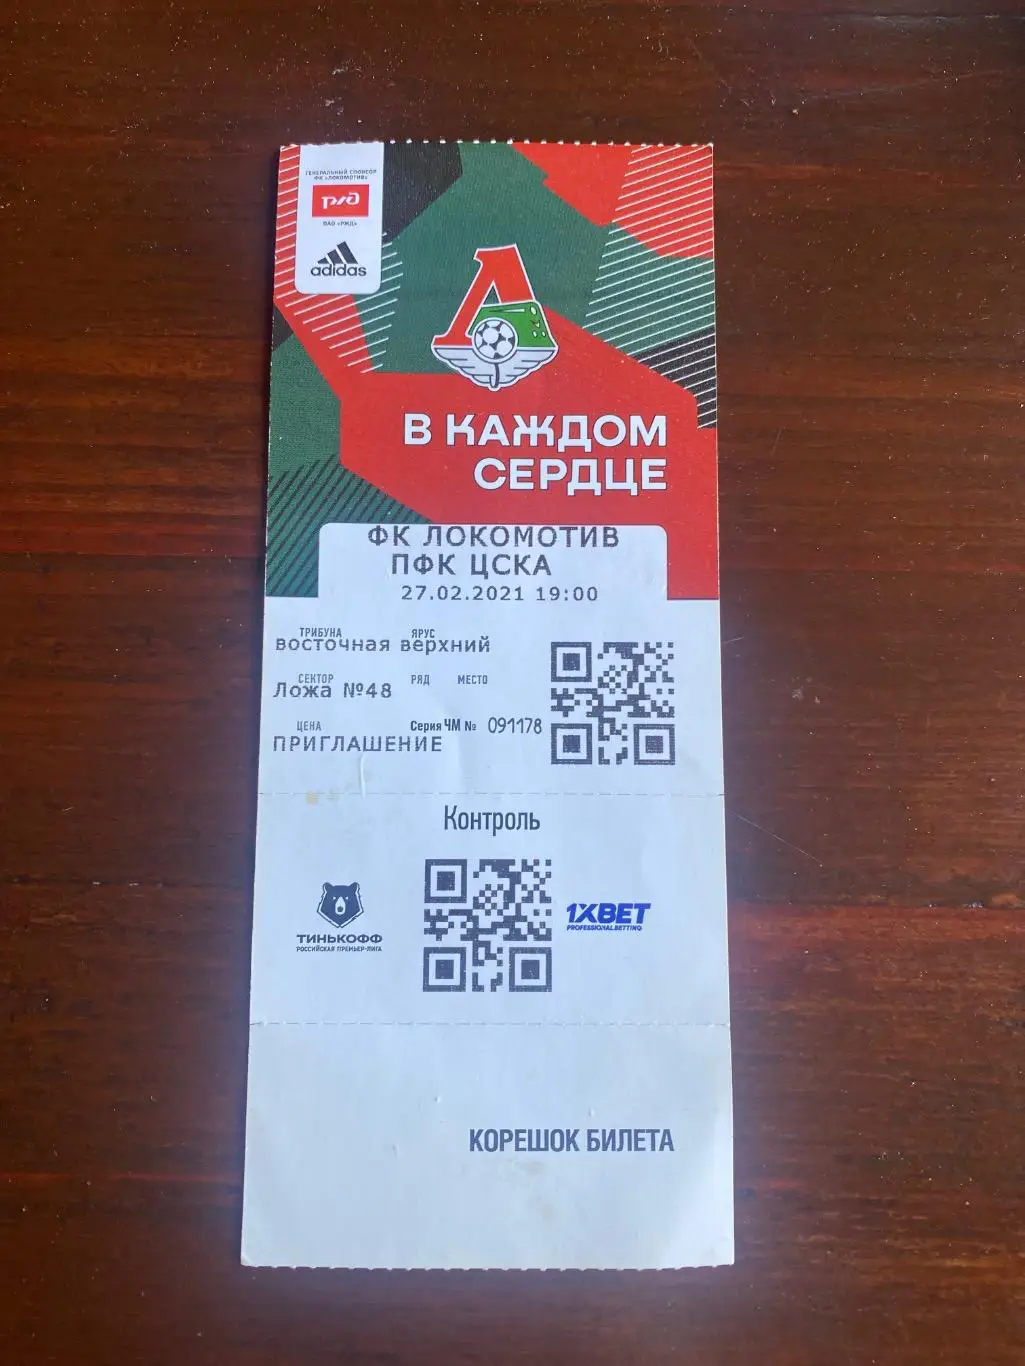 ГЕНЕРАЛЬНЫЙ СПОНСОР
ФК «ЛОКОМОТИВ»
РЖД
ОАО «РЖД»
adidas
В КАЖДОМ
СЕРДЦЕ
ФК ЛОКОМОТИВ
ПФК ЦСКА
27.02.2021 19:00
ТРИБУНА ЯРУС
восточная верхний
СЕКТОР РЯД МЕСТО
Ложа №48
ЦЕНА Серия ЧМ № 091178
ПРИГЛАШЕНИЕ
Контроль
ТИНЬКОФФ
РОССИЙСКАЯ ПРЕМЬЕР-ЛИГА
1XBET
PROFESSIONAL BETTING
КОРЕШОК БИЛЕТА